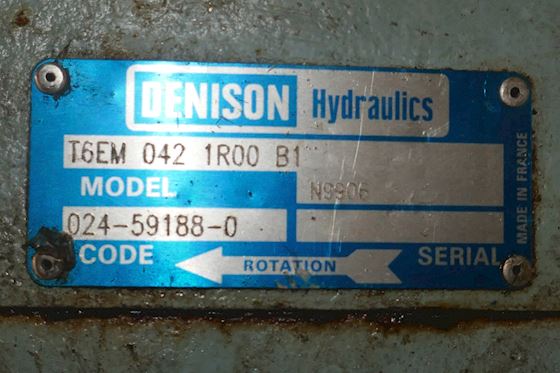 DENISON Hydraulics
T6EM 042 1R00 B1
MODEL
N9906
024-59188-0
CODE
ROTATION
SERIAL
MADE IN FRANCE